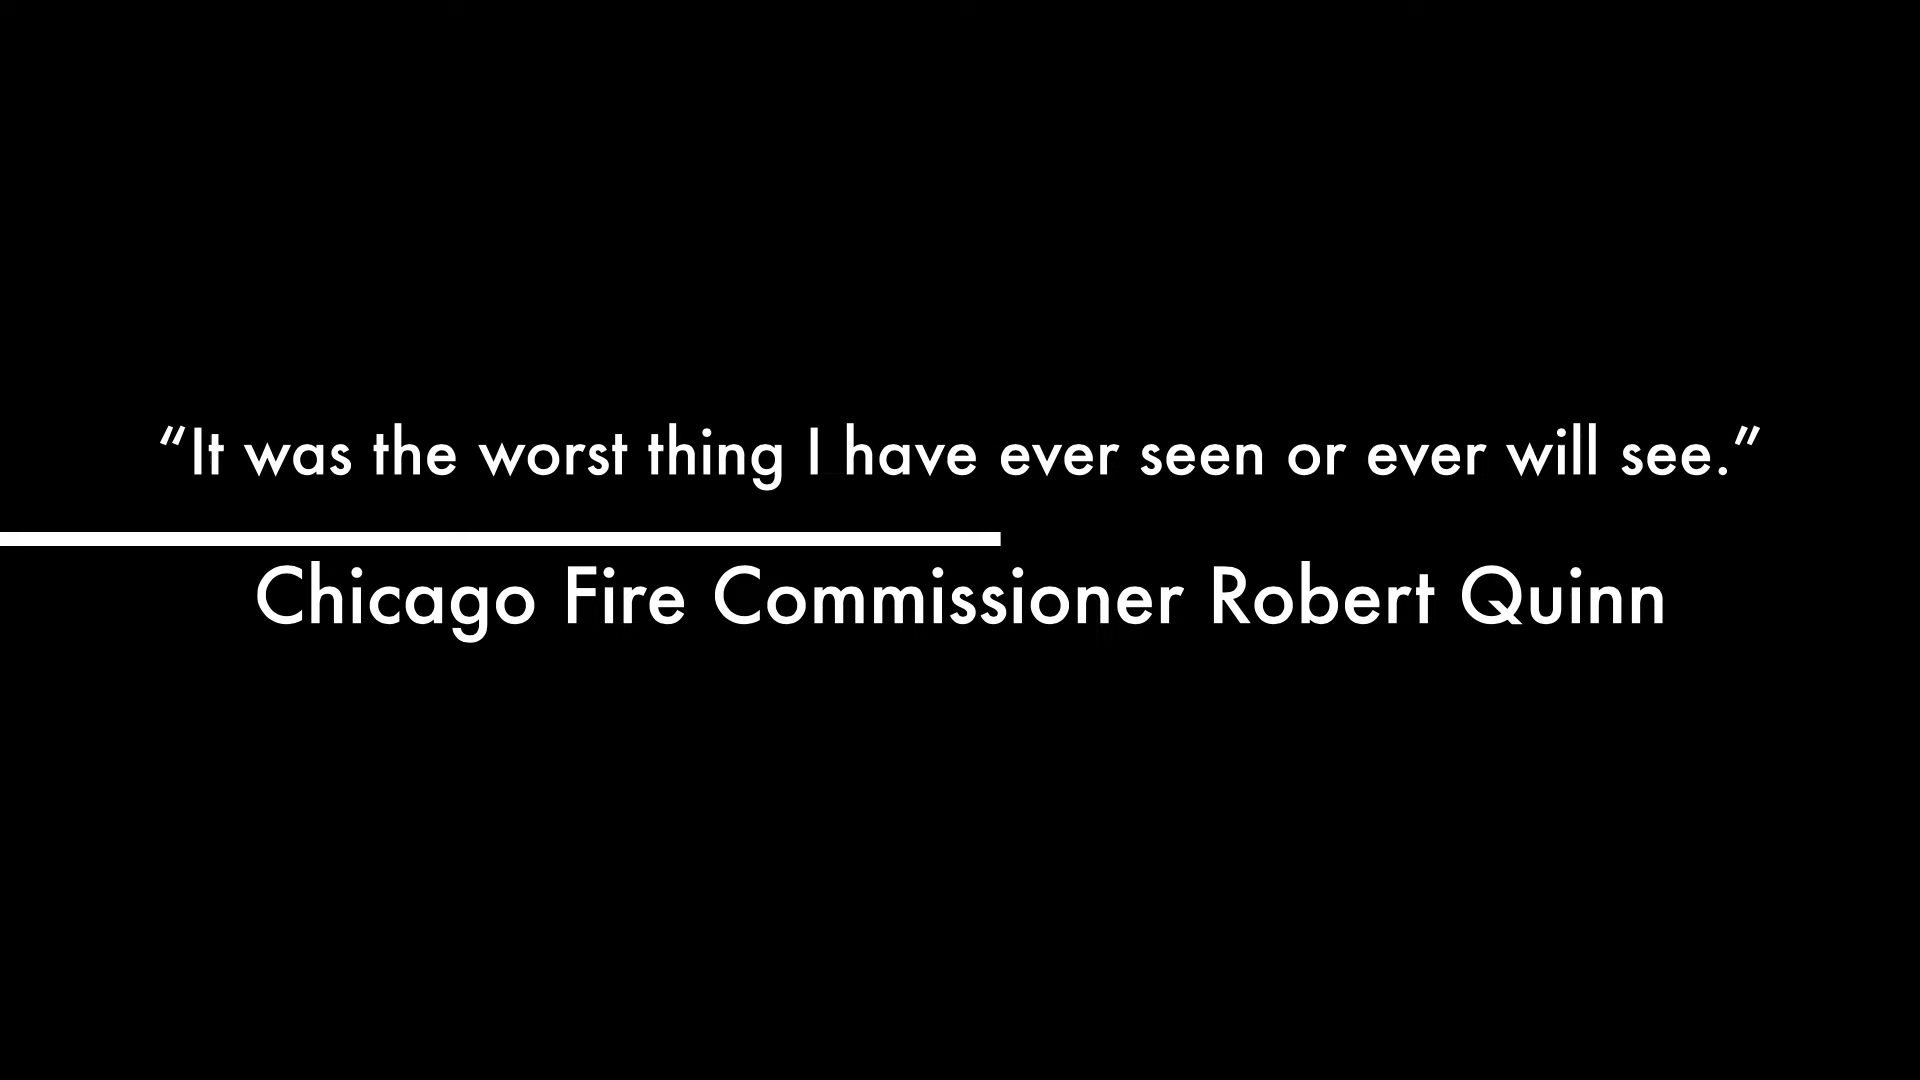 “It was the worst thing I have ever seen or ever will see.”
Chicago Fire Commissioner Robert Quinn